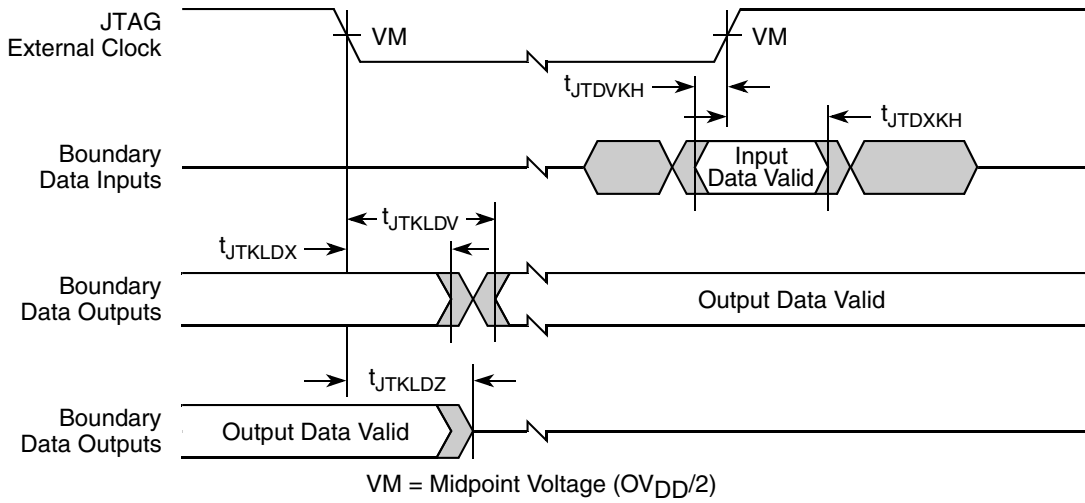 JTAG
External Clock
VM
VM
tJTDVKH
tJTDXKH
Boundary
Data Inputs
Input
Data Valid
tJTKLDV
tJTKLDX
Boundary
Data Outputs
Output Data Valid
tJTKLDZ
Boundary
Data Outputs
Output Data Valid
VM = Midpoint Voltage (OVDD/2)